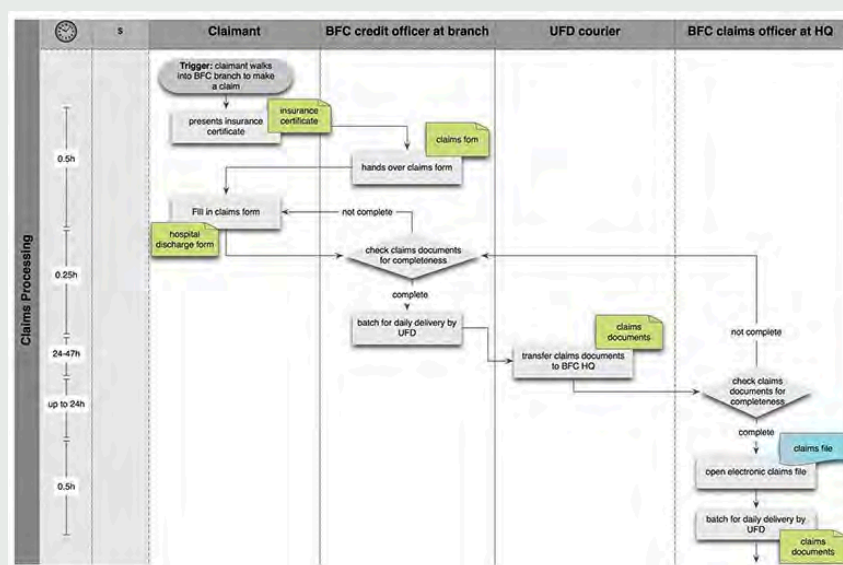 S
Claimant
BFC credit officer at branch
UFD courier
BFC claims officer at HQ
Claims Processing
0.5h
0.25h
24-47h
up to 24h
0.5h
Trigger: claimant walks
into BFC branch to make
a claim
presents insurance
certificate
insurance
certificate
claims fom
hands over claims form
Fill in claims form
hospital
discharge form
not complete
check claims documents
for completeness
complete
batch for daily delivery by
UFD
claims
documents
transfer claims documents
to BFC HQ
not complete
check claims
documents for
completeness
complete
claims file
open electronic claims file
batch for daily delivery by
UFD
claims
documents